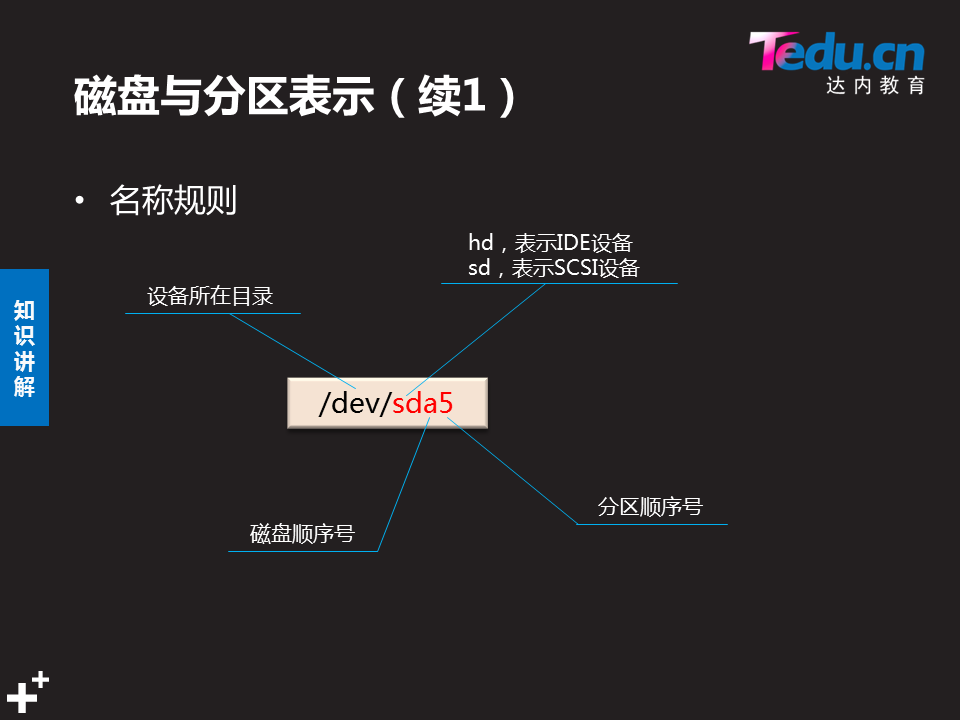 Tedu.cn
达内教育
磁盘与分区表示（续1）
• 名称规则
hd，表示IDE设备
sd，表示SCSI设备
设备所在目录
知识讲解
/dev/sda5
分区顺序号
磁盘顺序号